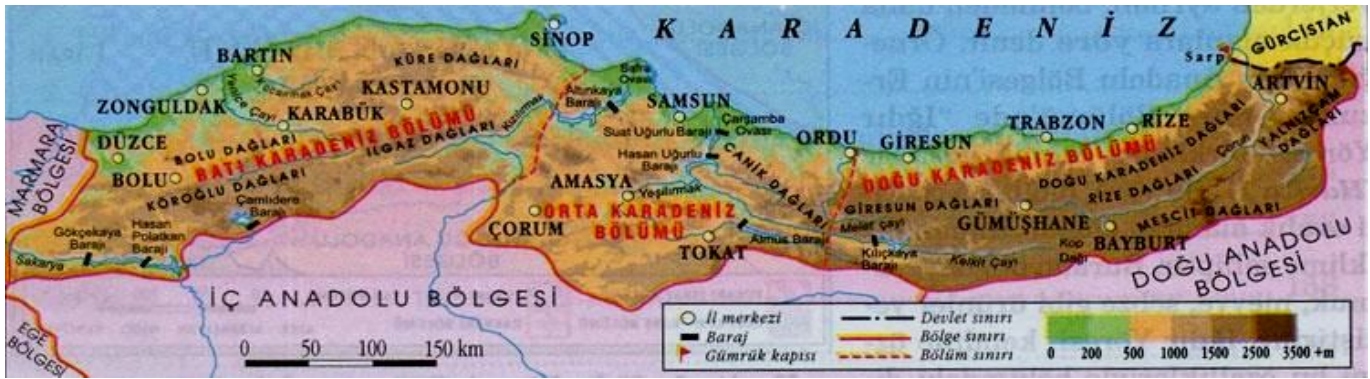 K A R A D E N İ Z
GÜRCİSTAN
Sarp
ARTVİN
YALNIZÇAM DAĞLARI
SİNOP
BARTIN
KÜRE DAĞLARI
KASTAMONU
ZONGULDAK
Yenice Çayı
KARABÜK
Kızılırmak
DÜZCE
BOLU DAĞLARI
BATI KARADENİZ BÖLÜMÜ
ILGAZ DAĞLARI
BOLU
KÖROĞLU DAĞLARI
Çamlıdere
Barajı
Gökçekaya
Barajı
Hasan
Polatkan
Barajı
Sakarya
MARMARA
BÖLGESİ
EGE
BÖLGESİ
İÇ ANADOLU BÖLGESİ
Bafra
Ovası
Altınkaya
Barajı
SAMSUN
Çarşamba
Ovası
Suat Uğurlu Barajı
Hasan Uğurlu
Barajı
CANİK DAĞLARI
AMASYA
Yeşilırmak
ORTA KARADENİZ
BÖLÜMÜ
ÇORUM
TOKAT
Almus Barajı
ORDU
GİRESUN
TRABZON
RİZE
DOĞU KARADENİZ BÖLÜMÜ
DOĞU KARADENİZ DAĞLARI
Çoruh
RİZE DAĞLARI
GİRESUN DAĞLARI
GÜMÜŞHANE
MESCİT DAĞLARI
BAYBURT
Melet çayı
Kılıçkaya
Barajı
Kelkit Çayı
Kop
Dağı
DOĞU ANADOLU
BÖLGESİ
0 50 100 150 km
İl merkezi
Baraj
Gümrük kapısı
Devlet sınırı
Bölge sınırı
Bölüm sınırı
0 200 500 1000 1500 2500 3500 +m